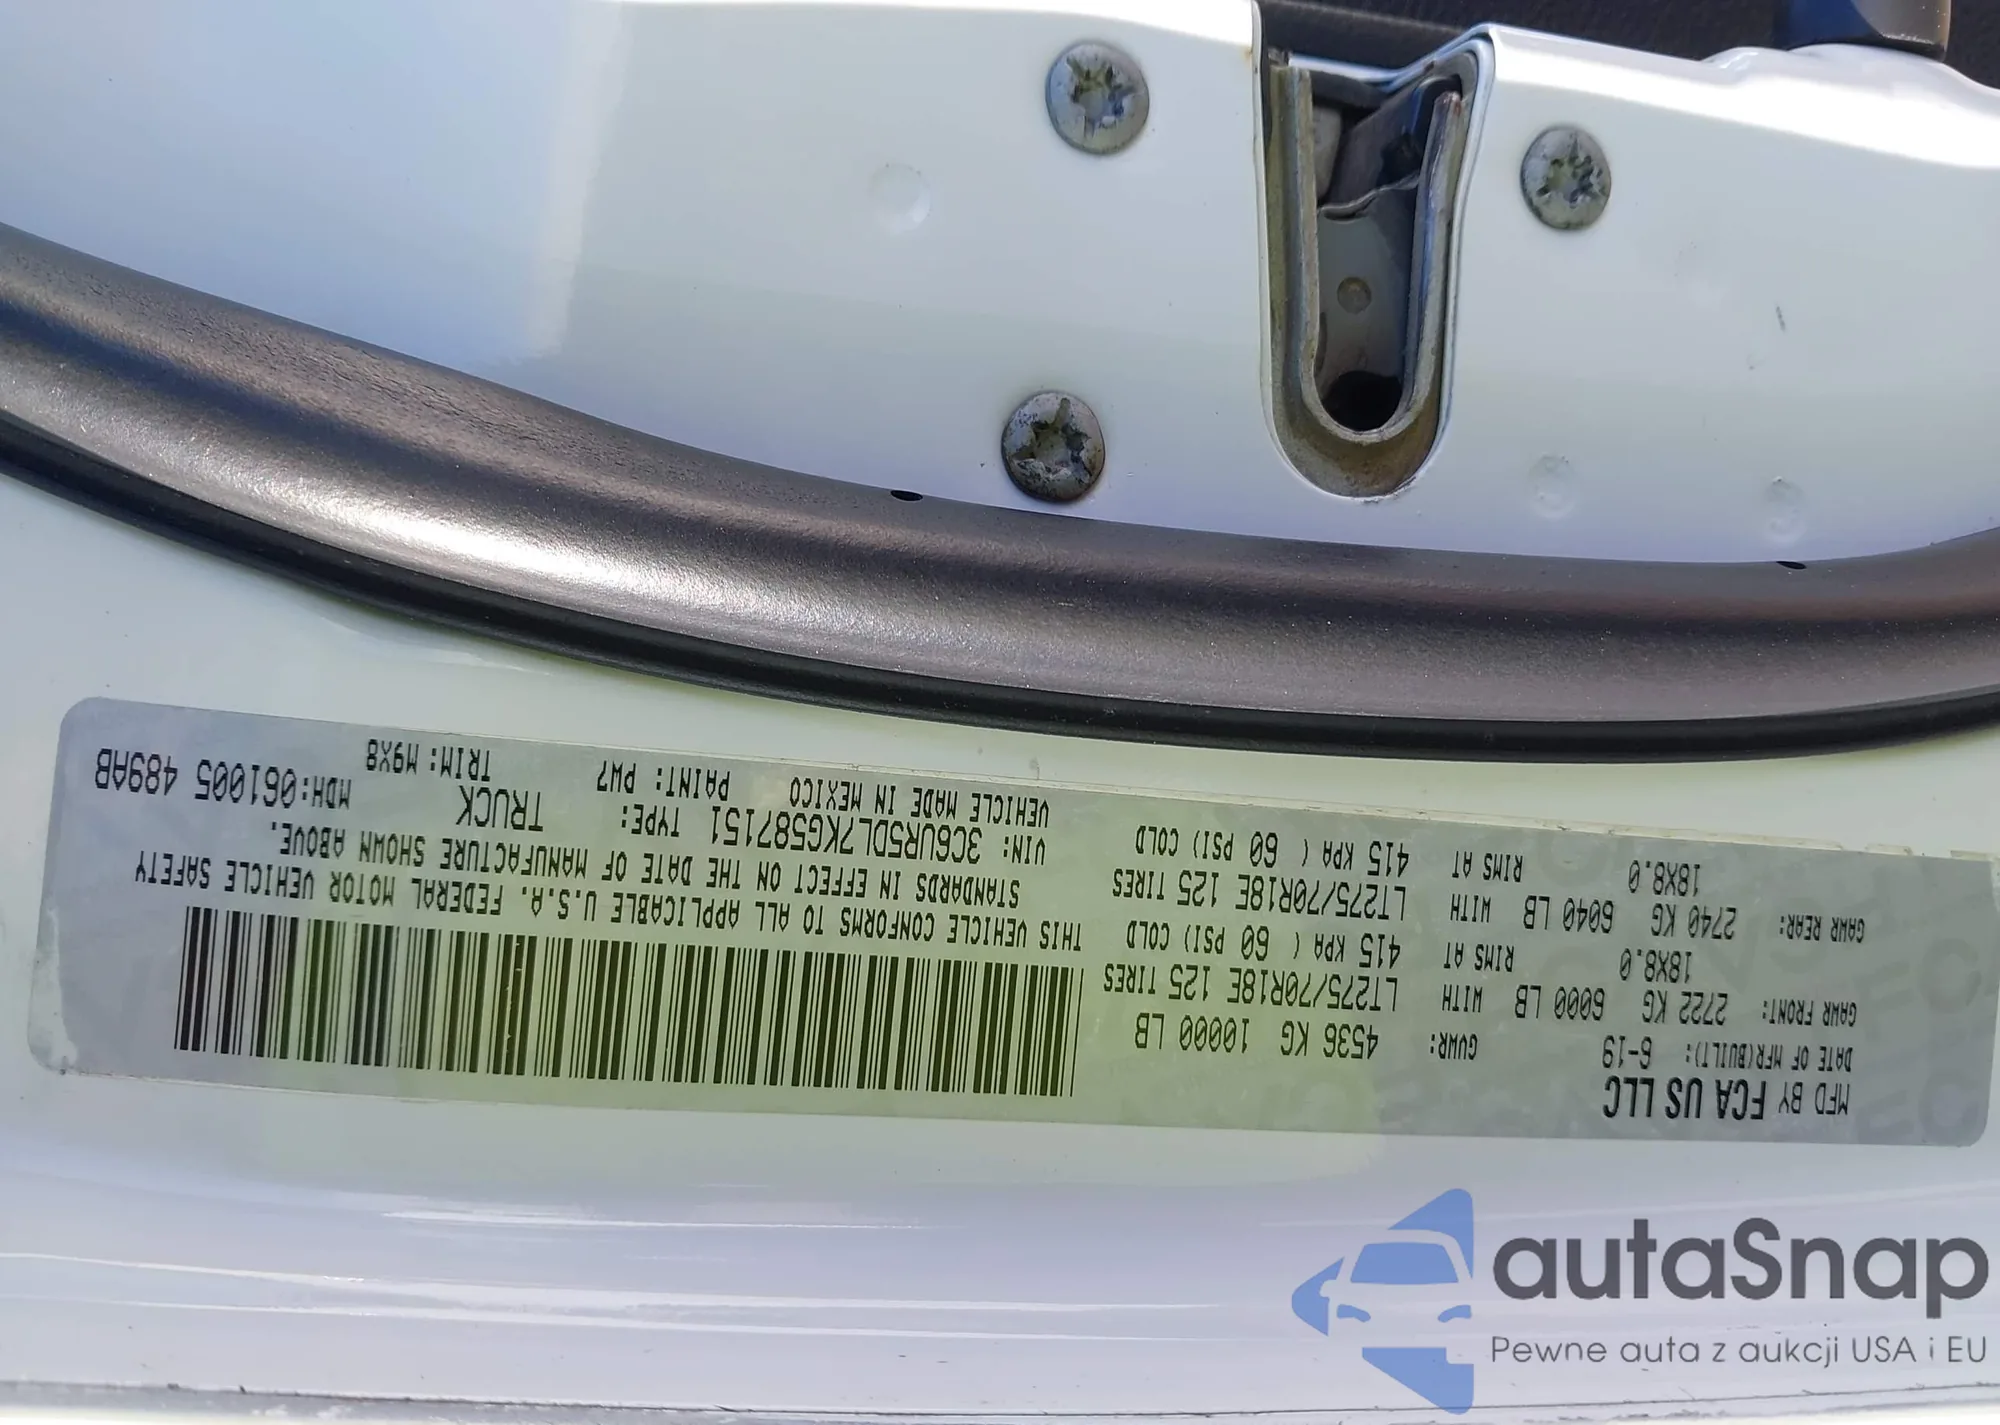 MFD BY FCA US LLC
DATE OF MFR(BUILT): 6-19 GVWR: 4536 KG 10000 LB
GAWR FRONT: 2722 KG 6000 LB WITH LT275/70R18E 125 TIRES
18X8.0 RIMS AT 415 KPA ( 60 PSI) COLD
GAWR REAR: 2740 KG 6040 LB WITH LT275/70R18E 125 TIRES
18X8.0 RIMS AT 415 KPA ( 60 PSI) COLD
THIS VEHICLE CONFORMS TO ALL APPLICABLE U.S.A. FEDERAL MOTOR VEHICLE SAFETY
STANDARDS IN EFFECT ON THE DATE OF MANUFACTURE SHOWN ABOVE.
VIN: 3C6UR5DL7KG587151 TYPE: TRUCK MDH:061005 489AB
VEHICLE MADE IN MEXICO PAINT: PW7 TRIM: M9X8
autaSnap
Pewne auta z aukcji USA i EU